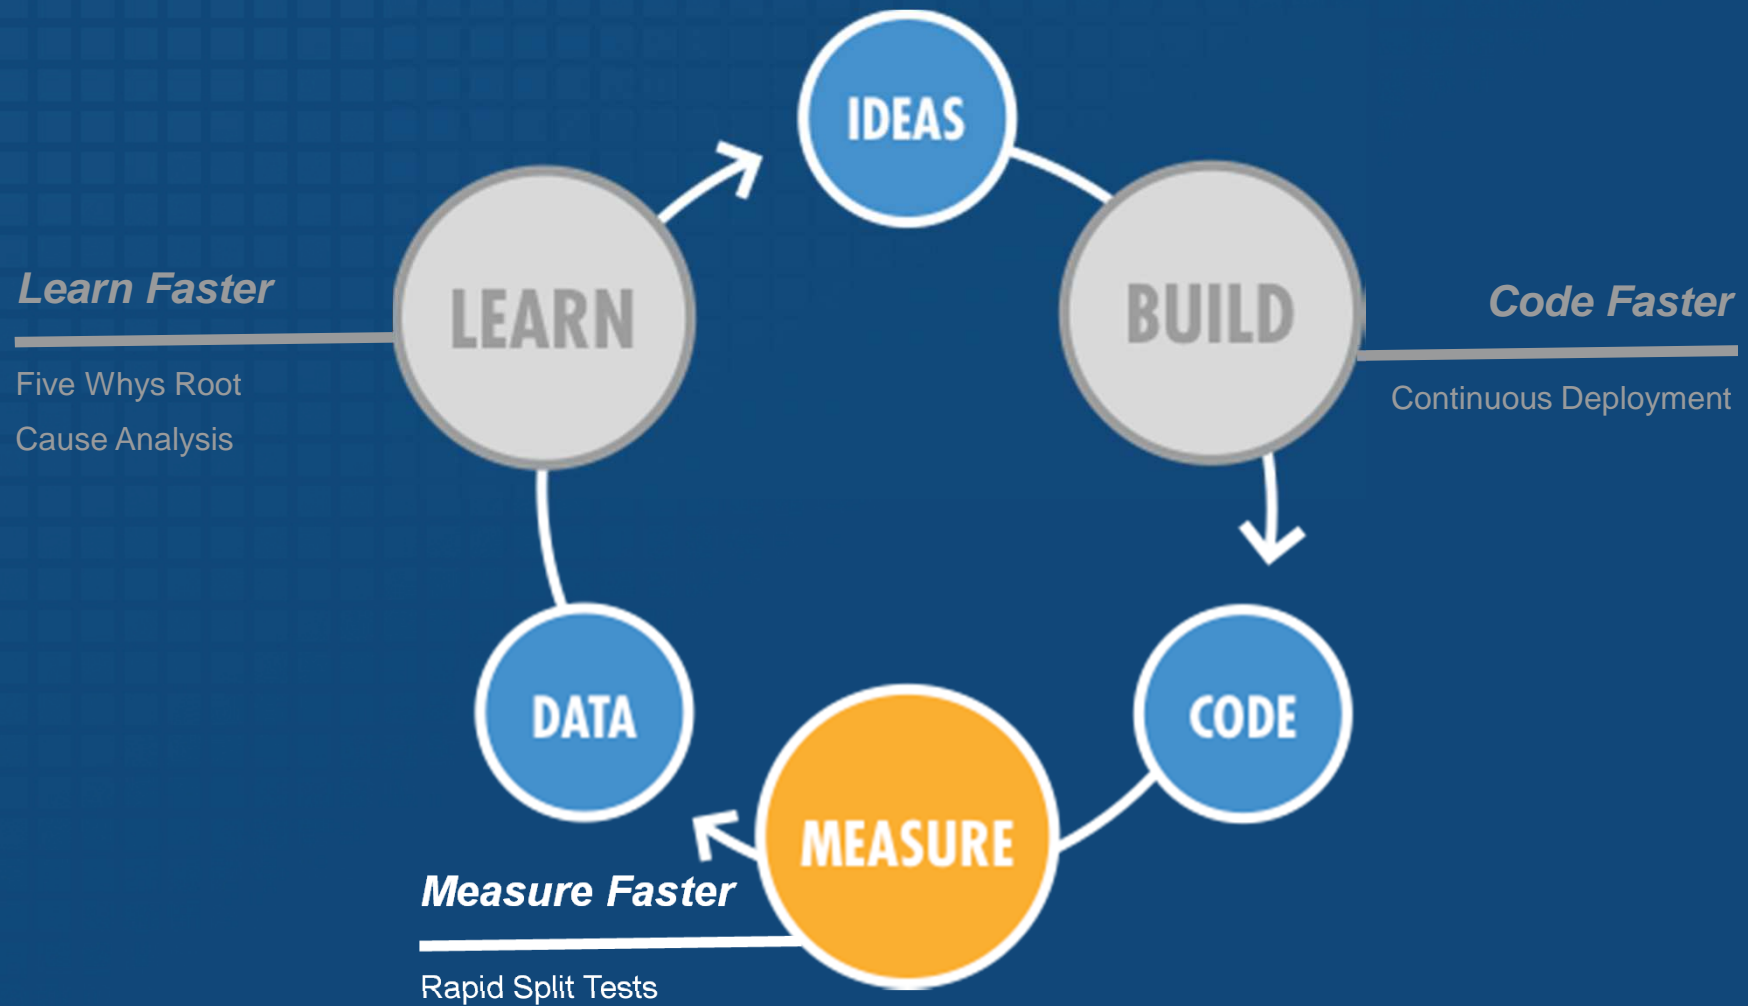 IDEAS
LEARN
BUILD
Learn Faster
Five Whys Root
Cause Analysis
Code Faster
Continuous Deployment
DATA
CODE
MEASURE
Measure Faster
Rapid Split Tests